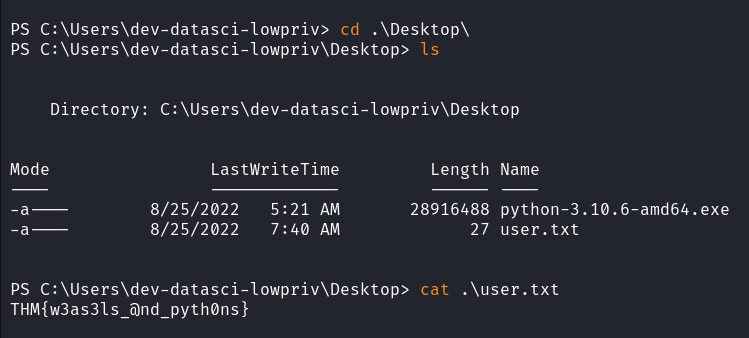 PS C:\Users\dev-datasci-lowpriv> cd .\Desktop\
PS C:\Users\dev-datasci-lowpriv\Desktop> ls
Directory: C:\Users\dev-datasci-lowpriv\Desktop
Mode LastWriteTime Length Name
---- ------------- ------ ----
-a---- 8/25/2022 5:21 AM 28916488 python-3.10.6-amd64.exe
-a---- 8/25/2022 7:40 AM 27 user.txt
PS C:\Users\dev-datasci-lowpriv\Desktop> cat .\user.txt
THM{w3as3ls_@nd_pyth0ns}